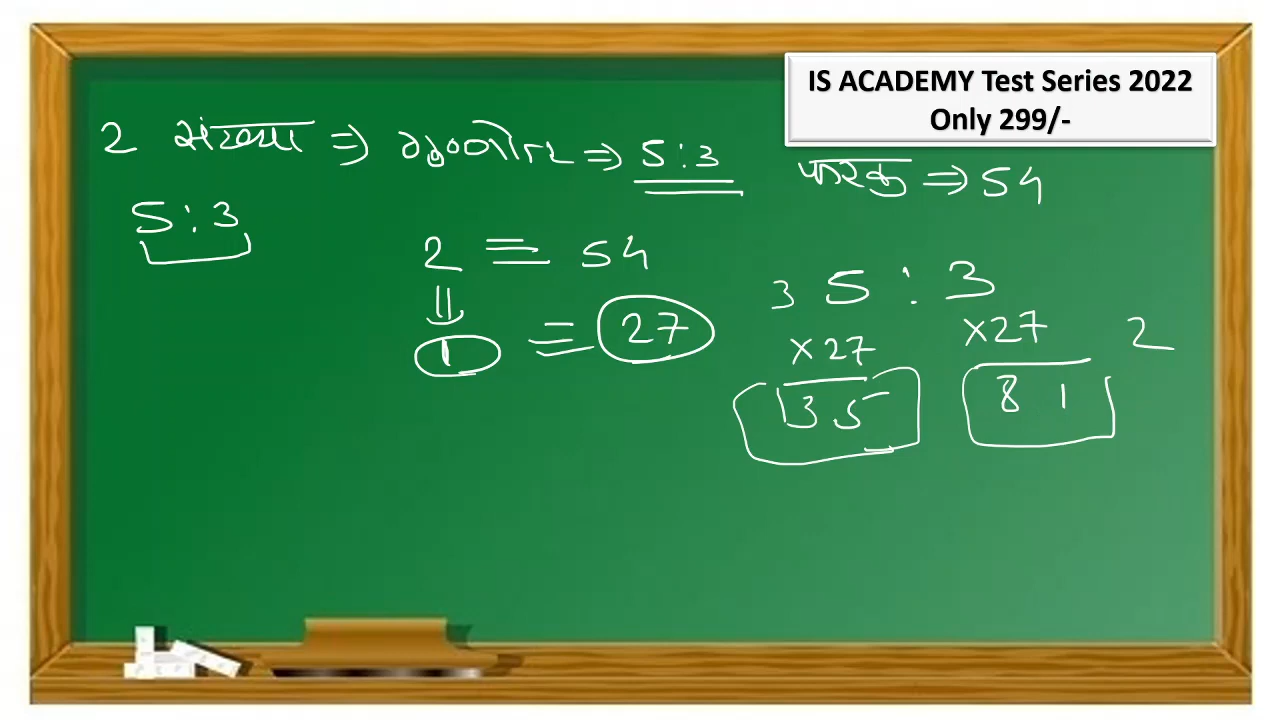 IS ACADEMY Test Series 2022
Only 299/-
2 संख्या ⇒ गुणोत्तर ⇒ 5 : 3 फरक ⇒ 54
5 : 3
2 = 54
⇓
1 = 27
3 5 : 3
×27 ×27 2
135 81